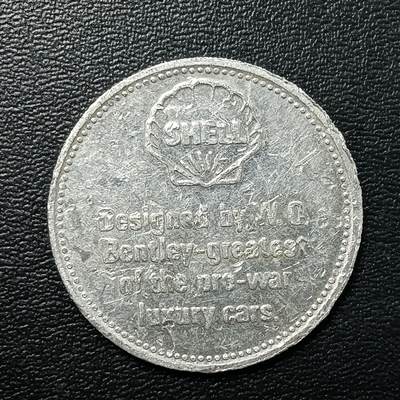 SHELL
Designed by W.O.
Bentley-greatest
of the pre-war
luxury cars